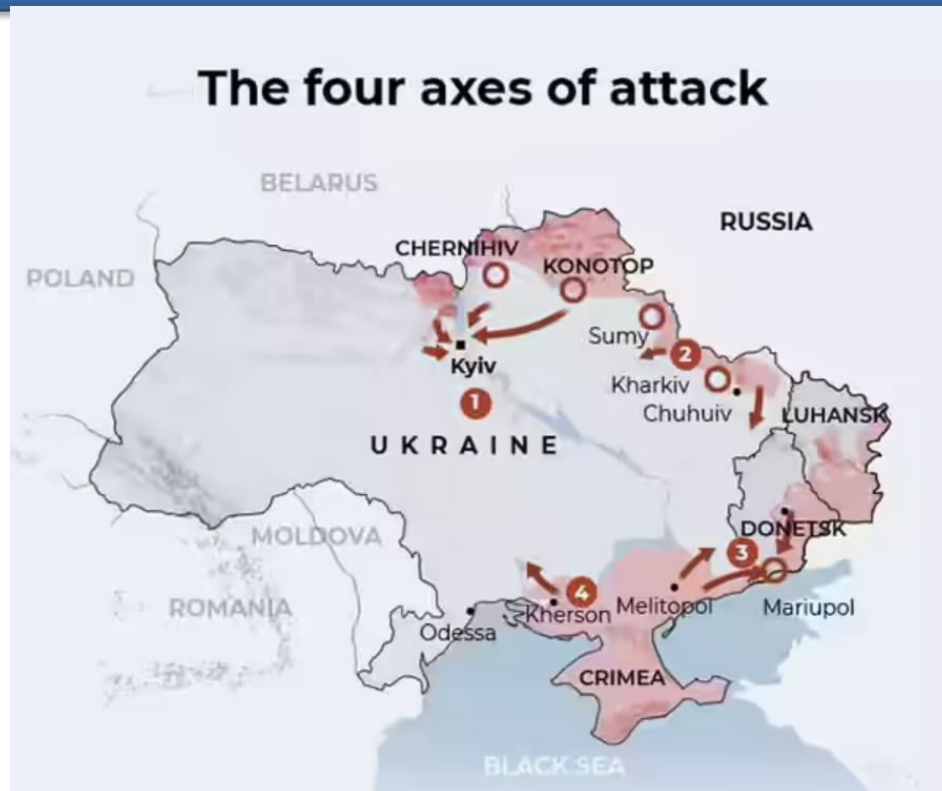 The four axes of attack
BELARUS
RUSSIA
CHERNIHIV
KONOTOP
POLAND
Sumy
2
Kyiv
Kharkiv
1
Chuhuiv
LUHANSK
UKRAINE
DONETSK
MOLDOVA
3
4
ROMANIA
Kherson
Melitopol
Mariupol
Odessa
CRIMEA
BLACK SEA